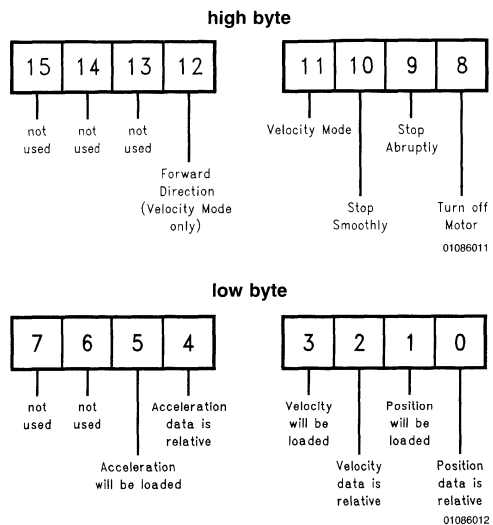 high byte
15 14 13 12
11 10 9 8
not
used
not
used
not
used
Forward
Direction
(Velocity Mode
only)
Velocity Mode
Stop
Smoothly
Stop
Abruptly
Turn off
Motor
01086011
low byte
7 6 5 4
3 2 1 0
not
used
not
used
Acceleration
will be loaded
Acceleration
data is
relative
Velocity
will be
loaded
Velocity
data is
relative
Position
will be
loaded
Position
data is
relative
01086012